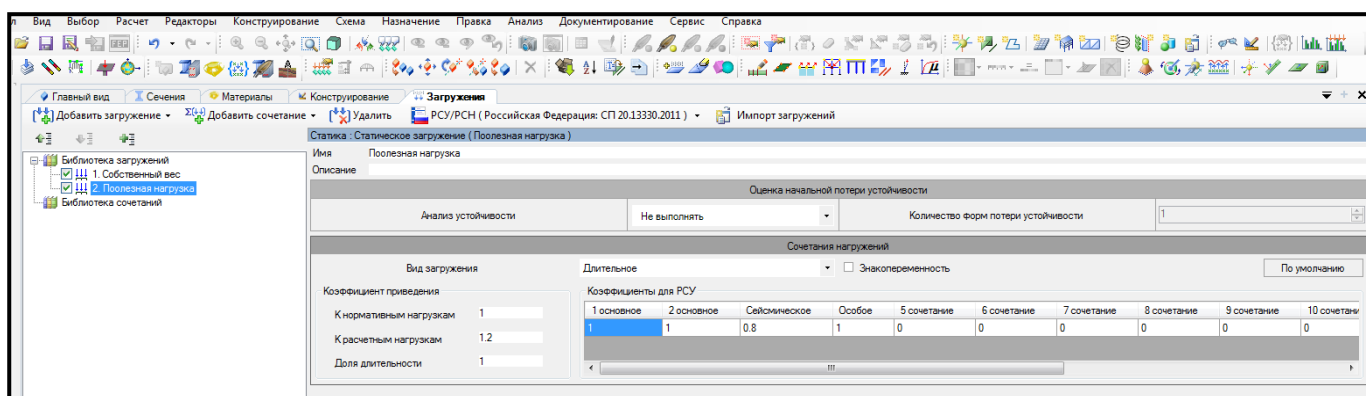 л Вид Выбор Расчет Редакторы Конструирование Схема Назначение Правка Анализ Документирование Сервис Справка
Главный вид Сечения Материалы Конструирование Загружения
Добавить загружение Добавить сочетание Удалить РСУ/РСН ( Российская Федерация: СП 20.13330.2011 ) Импорт загружений
Статика : Статическое загружение ( Поолезная нагрузка )
Имя Поолезная нагрузка
Описание
Библиотека загружений
1. Собственный вес
2. Поолезная нагрузка
Библиотека сочетаний
Оценка начальной потери устойчивости
Анализ устойчивости Не выполнять Количество форм потери устойчивости 1
Сочетания нагружений
Вид загружения Длительное Знакопеременность По умолчанию
Коэффициент приведения Коэффициенты для РСУ
К нормативным нагрузкам 1
К расчетным нагрузкам 1.2
Доля длительности 1
1 основное 2 основное Сейсмическое Особое 5 сочетание 6 сочетание 7 сочетание 8 сочетание 9 сочетание 10 сочетани
1 1 0.8 1 0 0 0 0 0 0